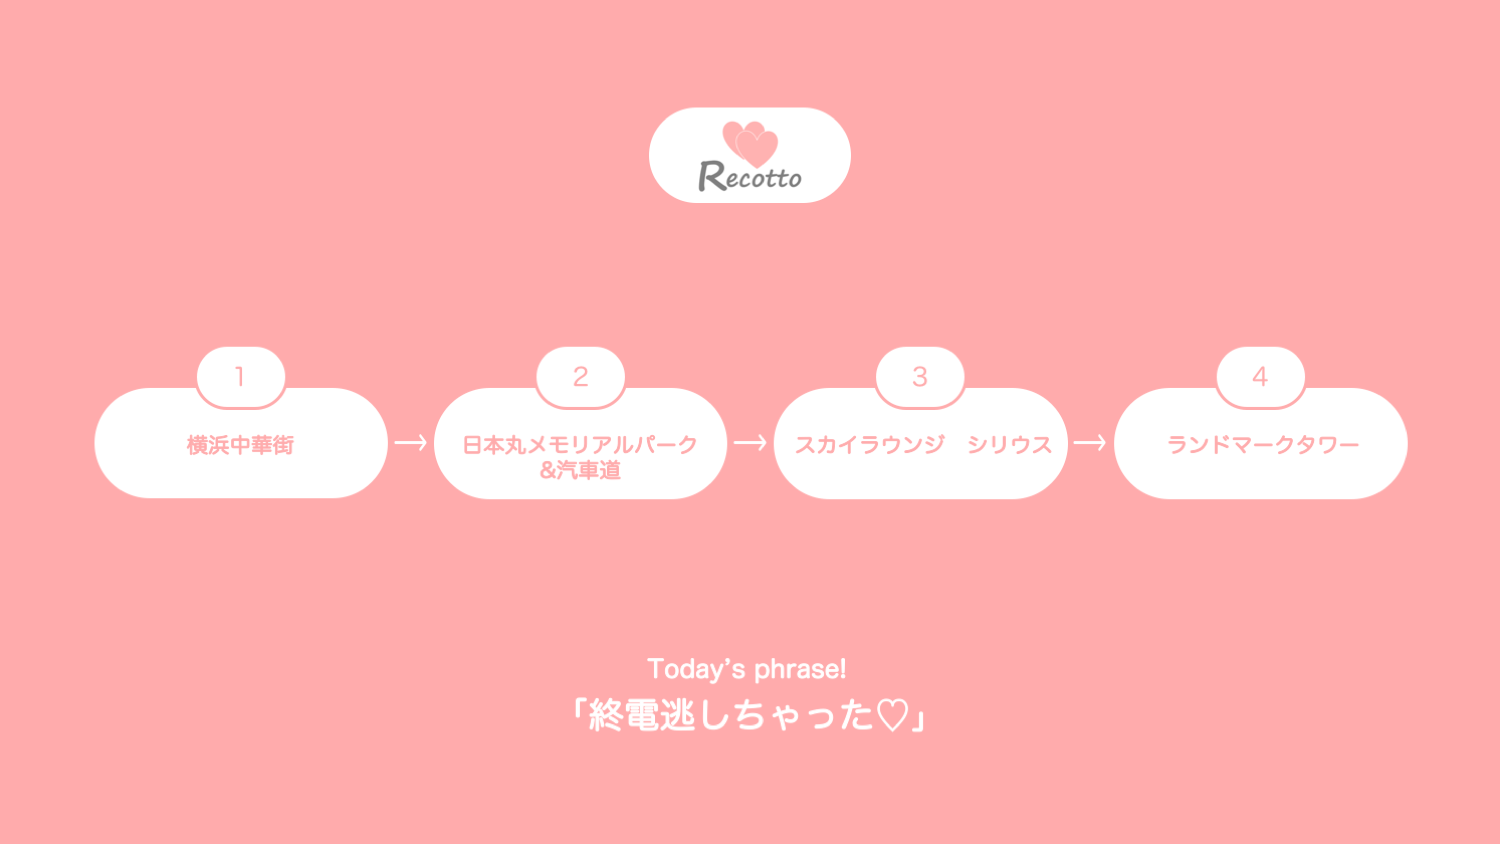 Recotto
1
横浜中華街
→
2
日本丸メモリアルパーク
&汽車道
→
3
スカイラウンジ　シリウス
→
4
ランドマークタワー
Today's phrase!
「終電逃しちゃった♡」